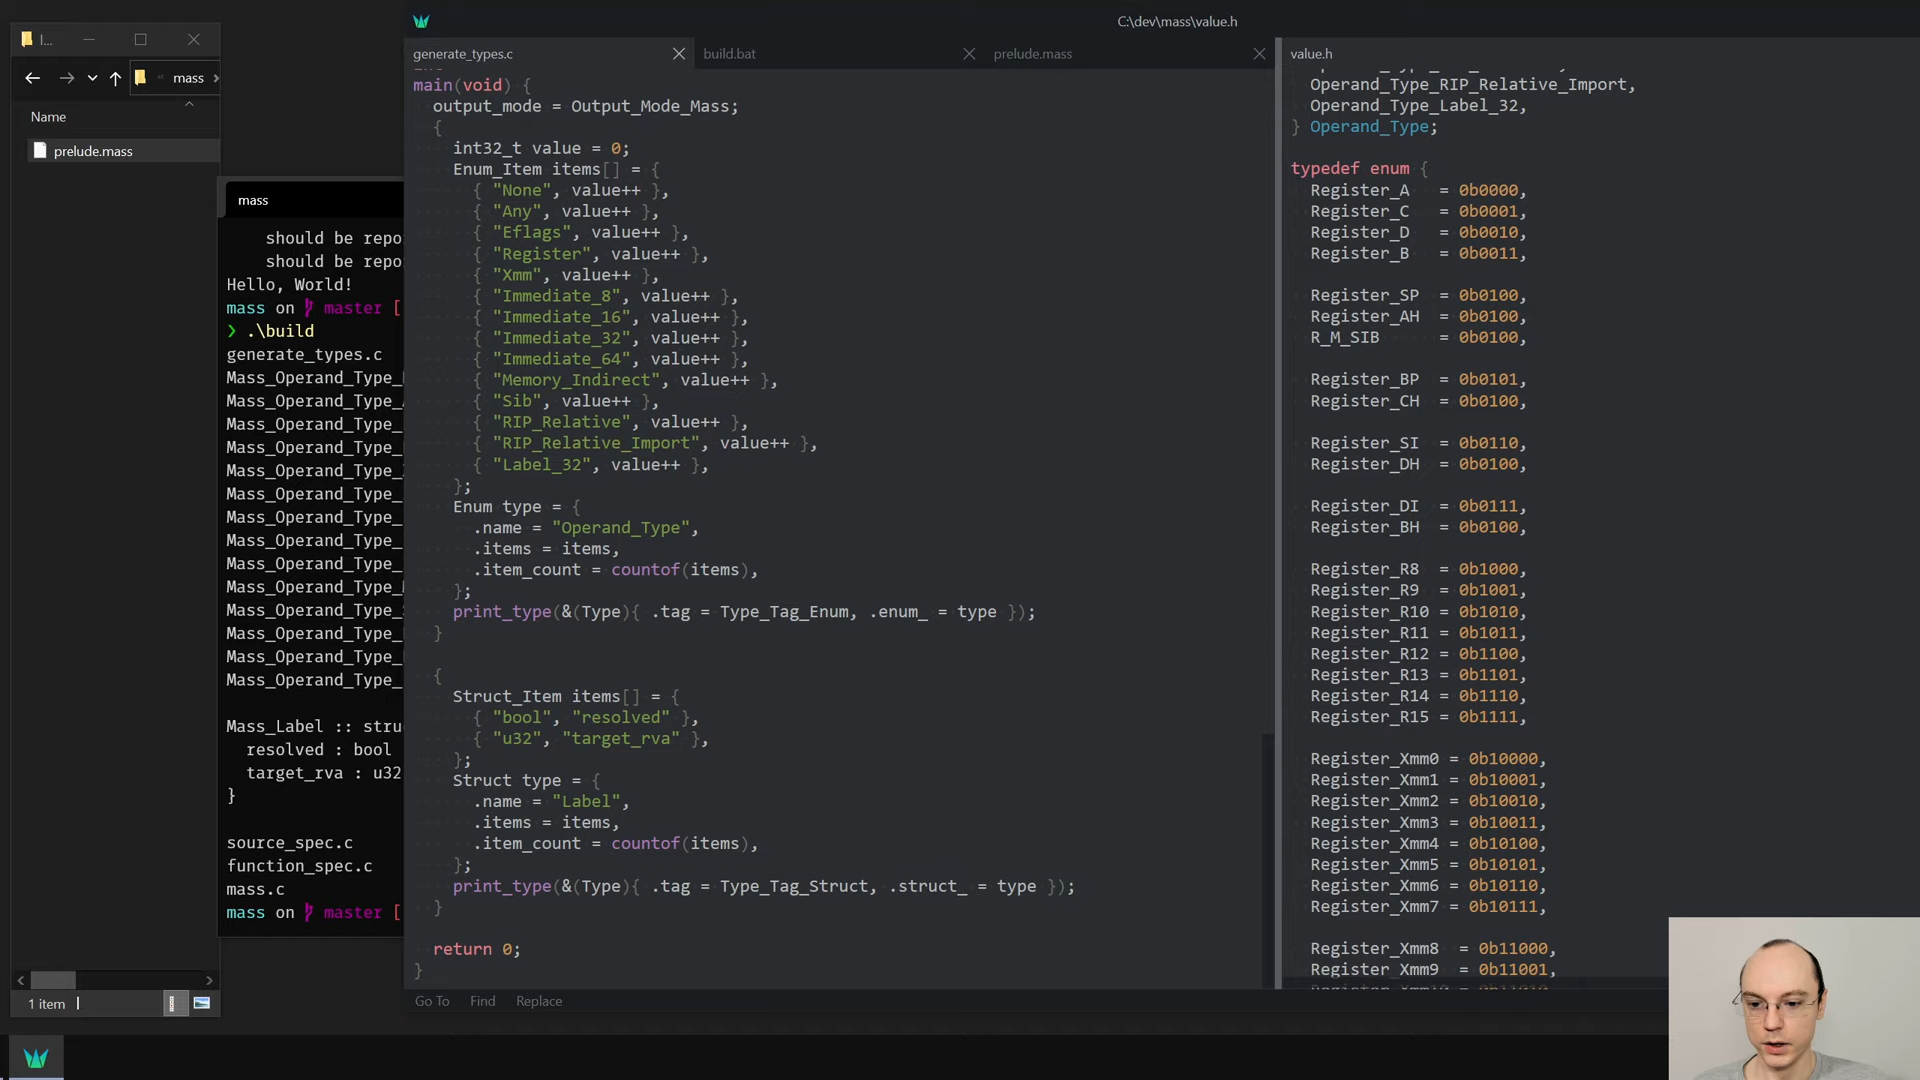 I...
mass
Name
prelude.mass
1 item
mass
should be repo
should be repo
Hello, World!
mass on master [
❯ .\build
generate_types.c
Mass_Operand_Type_
Mass_Operand_Type_
Mass_Operand_Type_
Mass_Operand_Type_
Mass_Operand_Type_
Mass_Operand_Type_
Mass_Operand_Type_
Mass_Operand_Type_
Mass_Operand_Type_
Mass_Operand_Type_
Mass_Operand_Type_
Mass_Operand_Type_
Mass_Operand_Type_
Mass_Operand_Type_
Mass_Label :: stru
resolved : bool
target_rva : u32
}
source_spec.c
function_spec.c
mass.c
mass on master [
C:\dev\mass\value.h
generate_types.c
build.bat
prelude.mass
value.h
main(void) {
output_mode = Output_Mode_Mass;
{
int32_t value = 0;
Enum_Item items[] = {
{ "None", value++ },
{ "Any", value++ },
{ "Eflags", value++ },
{ "Register", value++ },
{ "Xmm", value++ },
{ "Immediate_8", value++ },
{ "Immediate_16", value++ },
{ "Immediate_32", value++ },
{ "Immediate_64", value++ },
{ "Memory_Indirect", value++ },
{ "Sib", value++ },
{ "RIP_Relative", value++ },
{ "RIP_Relative_Import", value++ },
{ "Label_32", value++ },
};
Enum type = {
.name = "Operand_Type",
.items = items,
.item_count = countof(items),
};
print_type(&(Type){ .tag = Type_Tag_Enum, .enum_ = type });
}
{
Struct_Item items[] = {
{ "bool", "resolved" },
{ "u32", "target_rva" },
};
Struct type = {
.name = "Label",
.items = items,
.item_count = countof(items),
};
print_type(&(Type){ .tag = Type_Tag_Struct, .struct_ = type });
}
return 0;
}
Go To
Find
Replace
Operand_Type_RIP_Relative_Import,
Operand_Type_Label_32,
} Operand_Type;
typedef enum {
Register_A = 0b0000,
Register_C = 0b0001,
Register_D = 0b0010,
Register_B = 0b0011,
Register_SP = 0b0100,
Register_AH = 0b0100,
R_M_SIB = 0b0100,
Register_BP = 0b0101,
Register_CH = 0b0100,
Register_SI = 0b0110,
Register_DH = 0b0100,
Register_DI = 0b0111,
Register_BH = 0b0100,
Register_R8 = 0b1000,
Register_R9 = 0b1001,
Register_R10 = 0b1010,
Register_R11 = 0b1011,
Register_R12 = 0b1100,
Register_R13 = 0b1101,
Register_R14 = 0b1110,
Register_R15 = 0b1111,
Register_Xmm0 = 0b10000,
Register_Xmm1 = 0b10001,
Register_Xmm2 = 0b10010,
Register_Xmm3 = 0b10011,
Register_Xmm4 = 0b10100,
Register_Xmm5 = 0b10101,
Register_Xmm6 = 0b10110,
Register_Xmm7 = 0b10111,
Register_Xmm8 = 0b11000,
Register_Xmm9 = 0b11001,